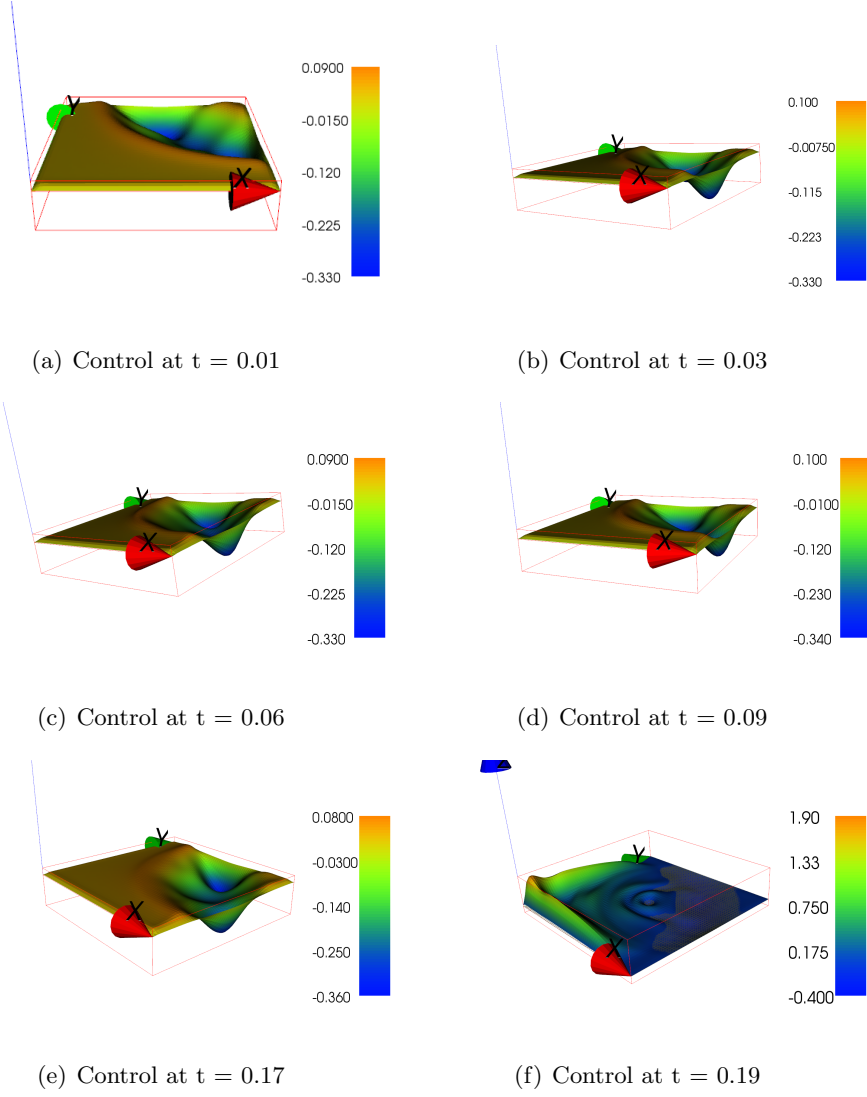 0.0900
-0.0150
-0.120
-0.225
-0.330
Y
X
(a) Control at t = 0.01
0.100
-0.00750
-0.115
-0.223
-0.330
Y
X
(b) Control at t = 0.03
0.0900
-0.0150
-0.120
-0.225
-0.330
Y
X
(c) Control at t = 0.06
0.100
-0.0100
-0.120
-0.230
-0.340
Y
X
(d) Control at t = 0.09
0.0800
-0.0300
-0.140
-0.250
-0.360
Y
X
(e) Control at t = 0.17
1.90
1.33
0.750
0.175
-0.400
Y
X
(f) Control at t = 0.19